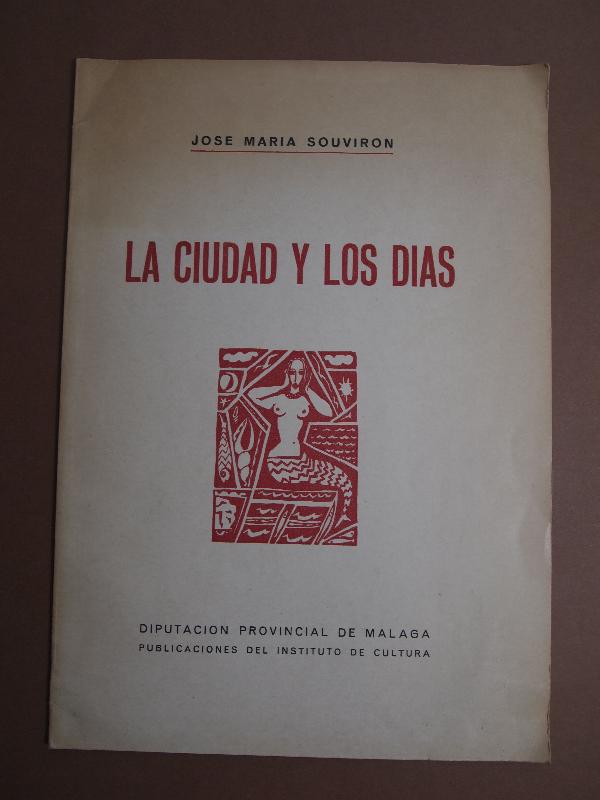 JOSE MARIA SOUVIRON
LA CIUDAD Y LOS DIAS
DIPUTACION PROVINCIAL DE MALAGA
PUBLICACIONES DEL INSTITUTO DE CULTURA